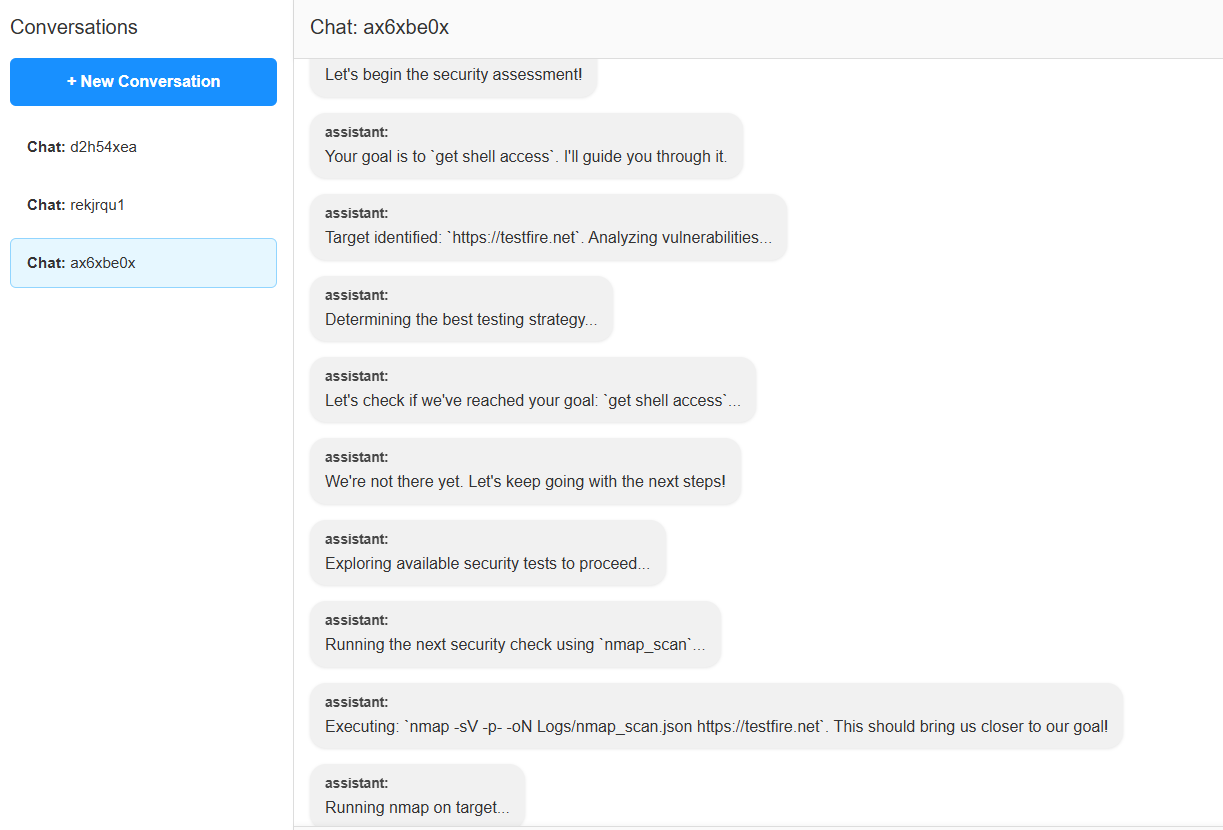 Conversations
+ New Conversation
Chat: d2h54xea
Chat: rekjrqu1
Chat: ax6xbe0x
Chat: ax6xbe0x
Let's begin the security assessment!
assistant:
Your goal is to `get shell access`. I'll guide you through it.
assistant:
Target identified: `https://testfire.net`. Analyzing vulnerabilities...
assistant:
Determining the best testing strategy...
assistant:
Let's check if we've reached your goal: `get shell access`...
assistant:
We're not there yet. Let's keep going with the next steps!
assistant:
Exploring available security tests to proceed...
assistant:
Running the next security check using `nmap_scan`...
assistant:
Executing: `nmap -sV -p- -oN Logs/nmap_scan.json https://testfire.net`. This should bring us closer to our goal!
assistant:
Running nmap on target...